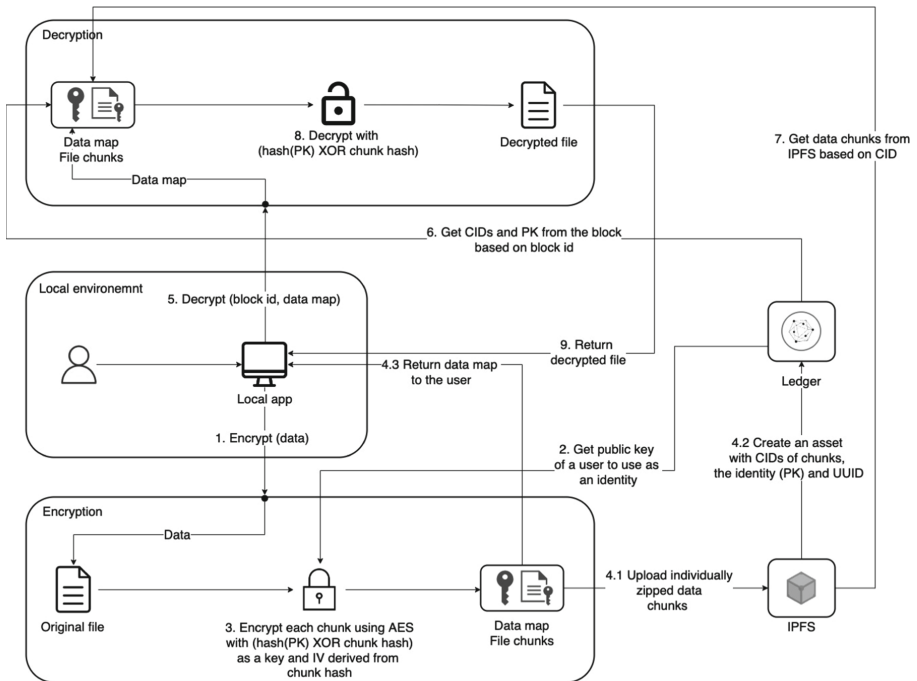 Decryption
Data map
File chunks
8. Decrypt with
(hash(PK) XOR chunk hash)
Decrypted file
7. Get data chunks from
IPFS based on CID
Data map
6. Get CIDs and PK from the block
based on block id
Local environemnt
5. Decrypt (block id, data map)
9. Return
decrypted file
4.3 Return data map
to the user
Local app
Ledger
1. Encrypt (data)
2. Get public key
of a user to use as
an identity
4.2 Create an asset
with CIDs of chunks,
the identity (PK) and UUID
Encryption
Data
4.1 Upload individually
zipped data
chunks
Original file
3. Encrypt each chunk using AES
with (hash(PK) XOR chunk hash)
as a key and IV derived from
chunk hash
Data map
File chunks
IPFS